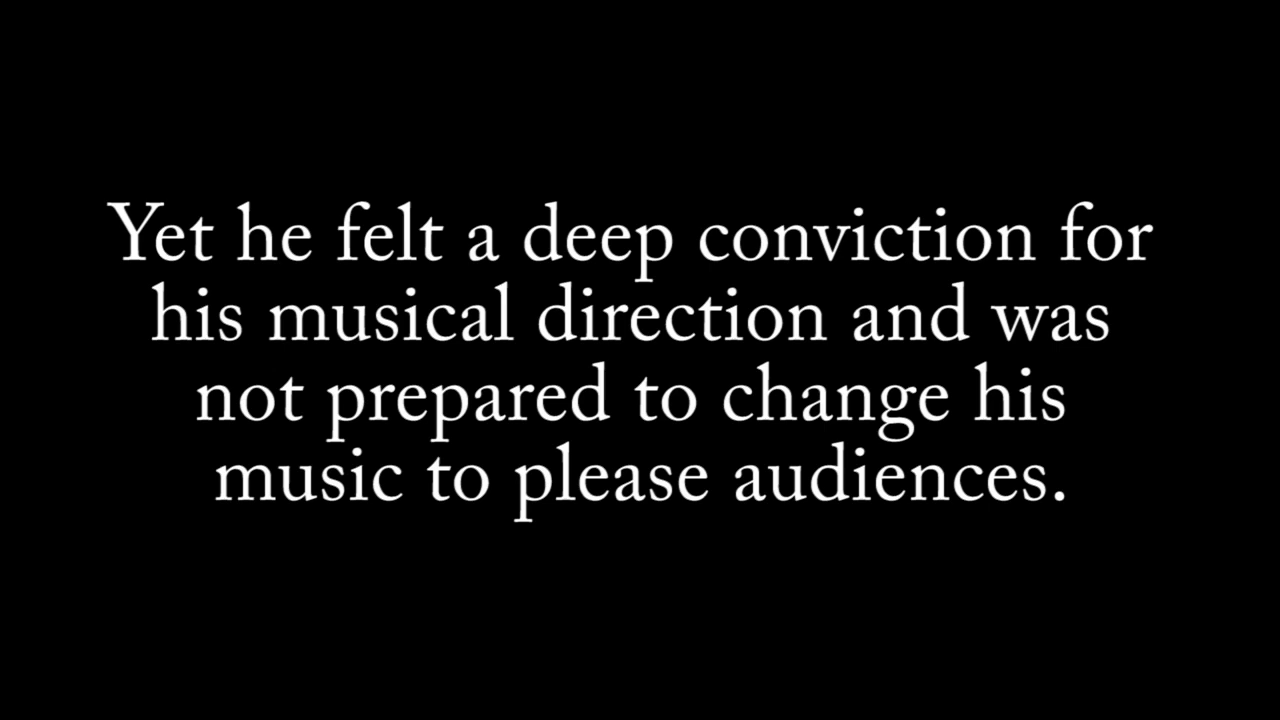 Yet he felt a deep conviction for
his musical direction and was
not prepared to change his
music to please audiences.